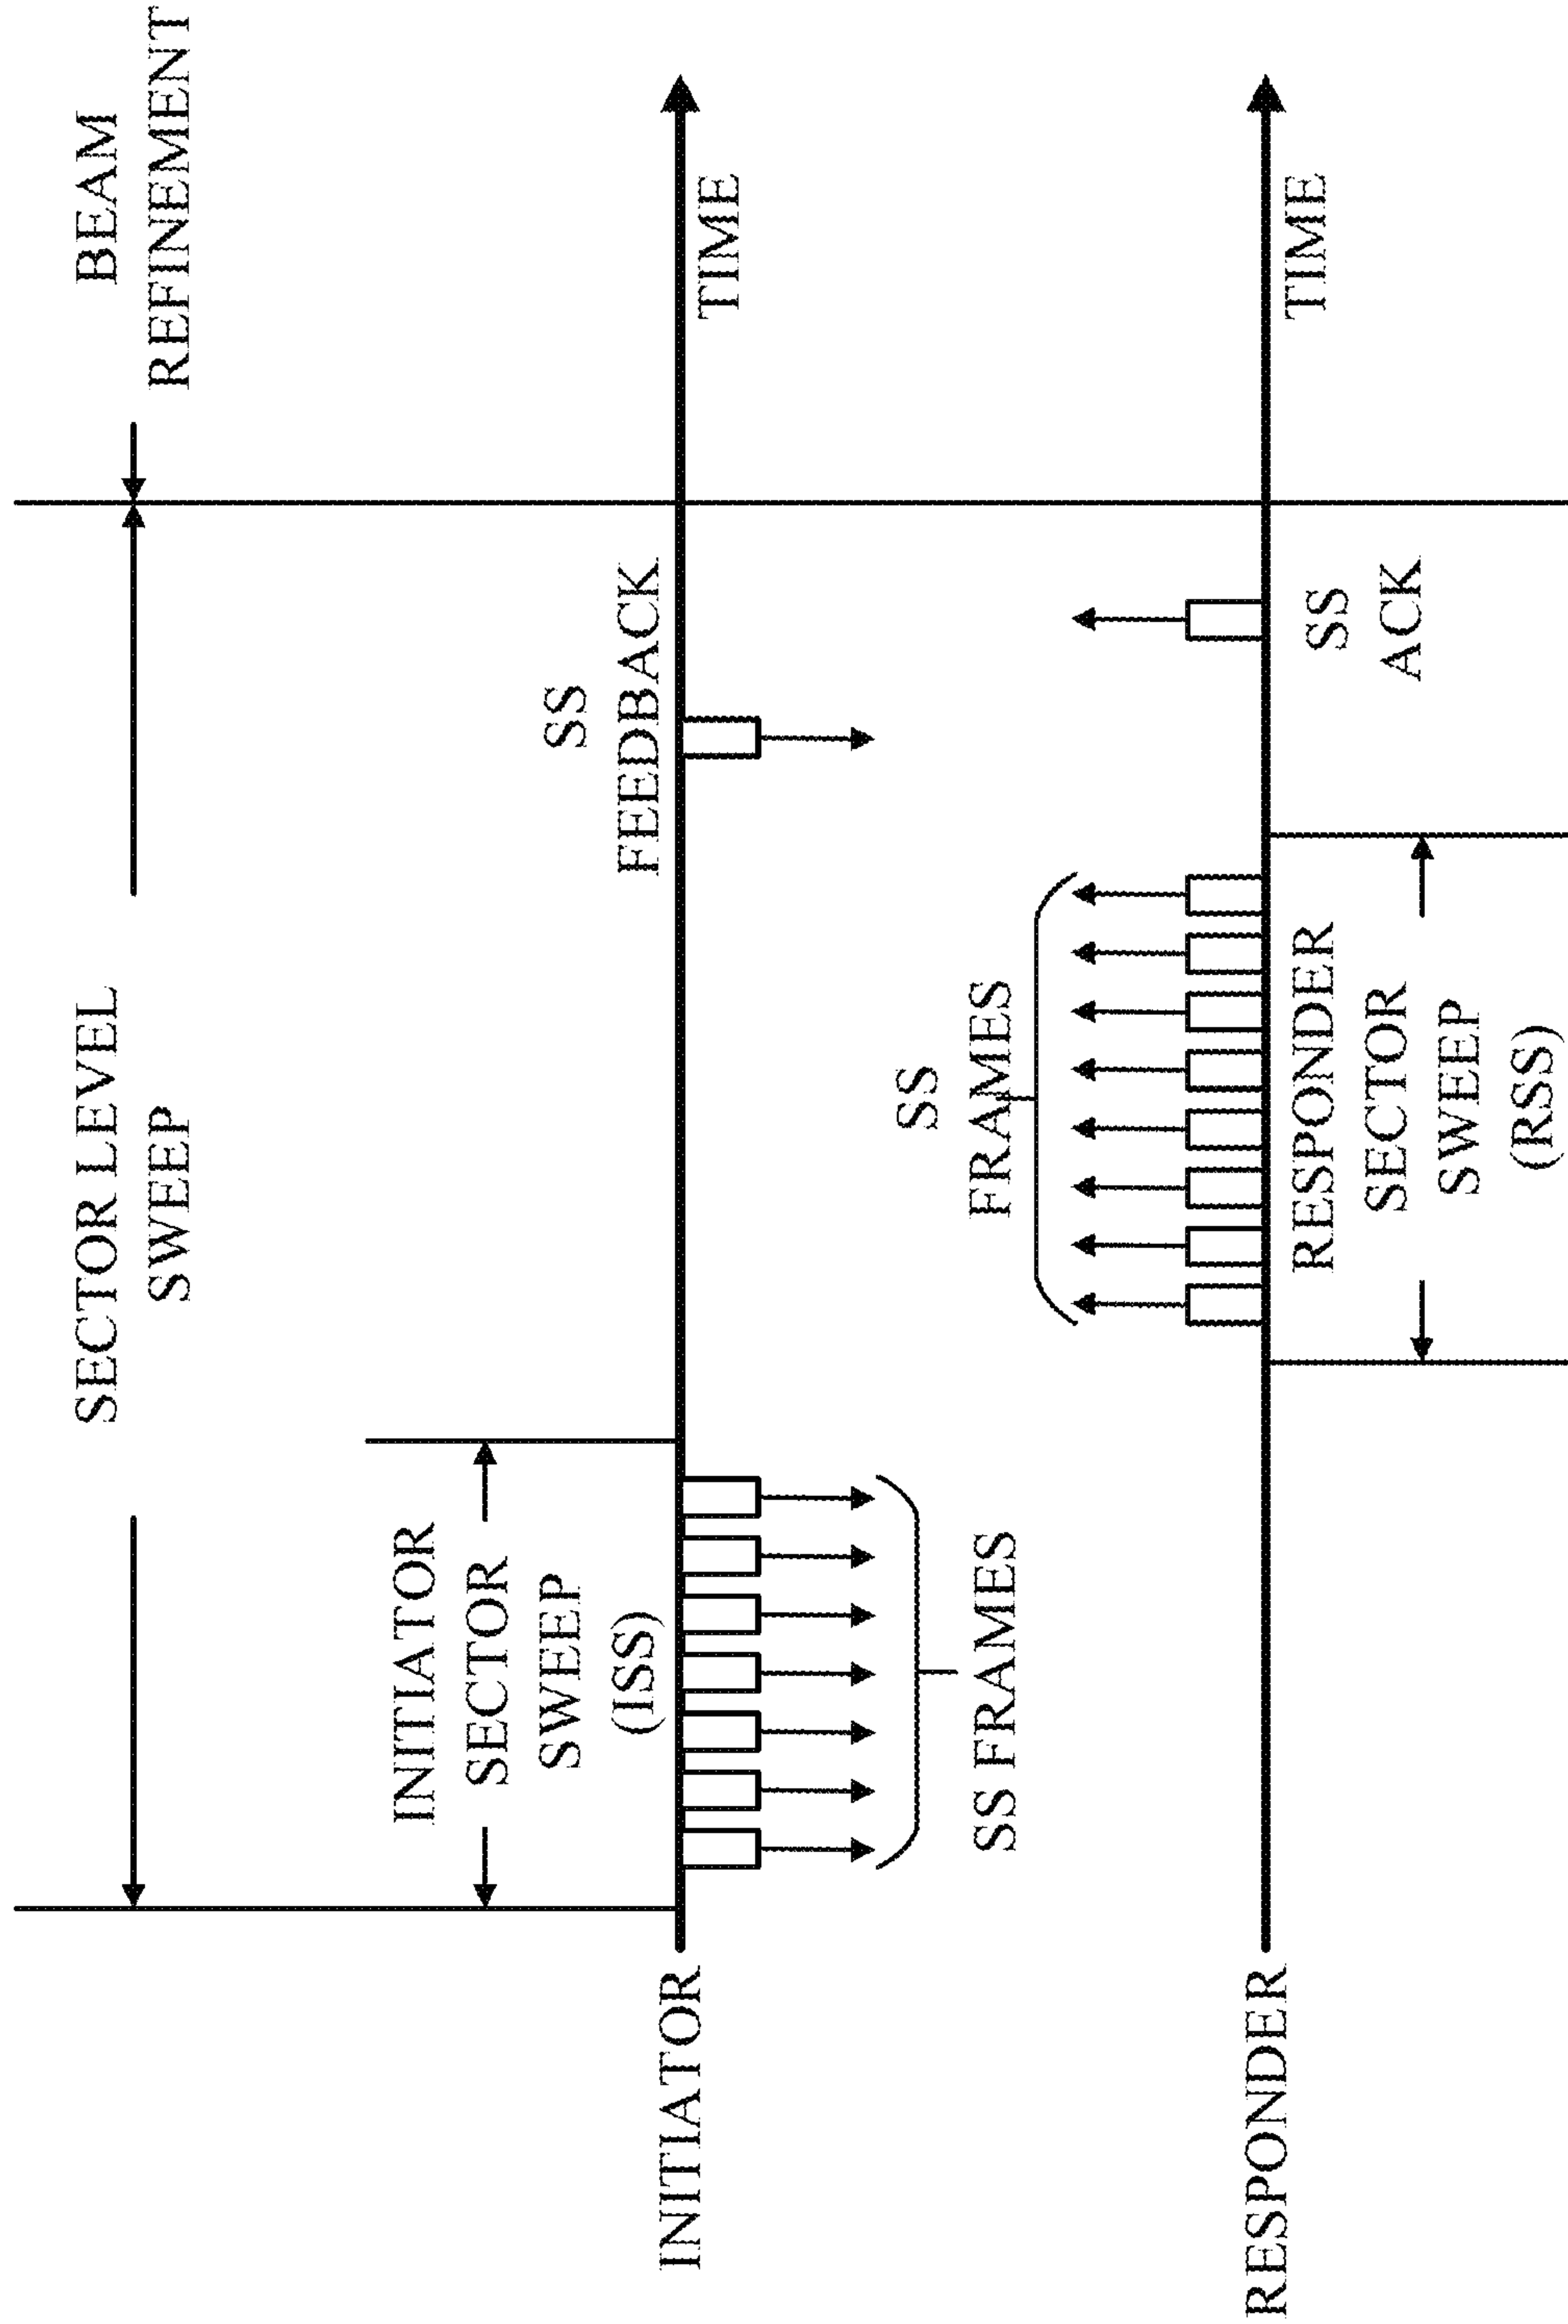 SECTOR LEVEL
SWEEP
BEAM
REFINEMENT
INITIATOR
SECTOR
SWEEP
(ISS)
SS
FEEDBACK
INITIATOR
TIME
SS FRAMES
SS
FRAMES
RESPONDER
TIME
RESPONDER
SECTOR
SWEEP
(RSS)
SS
ACK